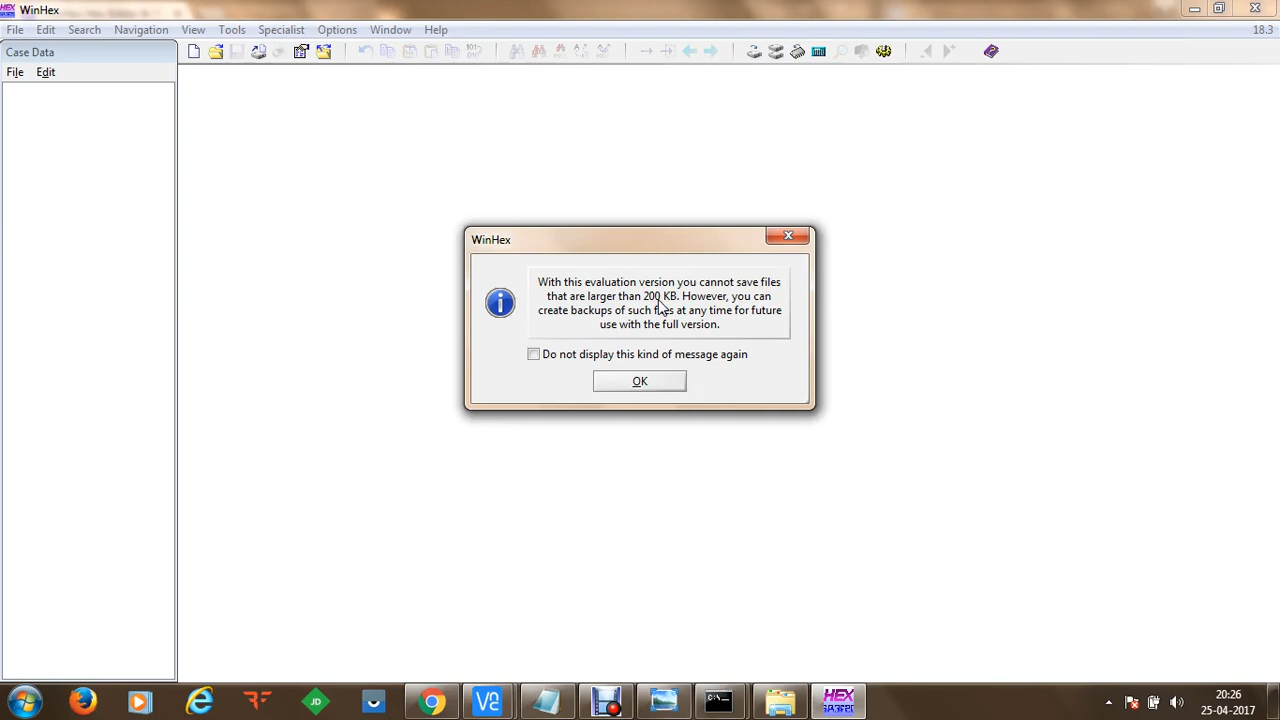 WinHex
File Edit Search Navigation View Tools Specialist Options Window Help 18.3
Case Data
File Edit
WinHex
With this evaluation version you cannot save files
that are larger than 200 KB. However, you can
create backups of such files at any time for future
use with the full version.
Do not display this kind of message again
OK
20:26
25-04-2017